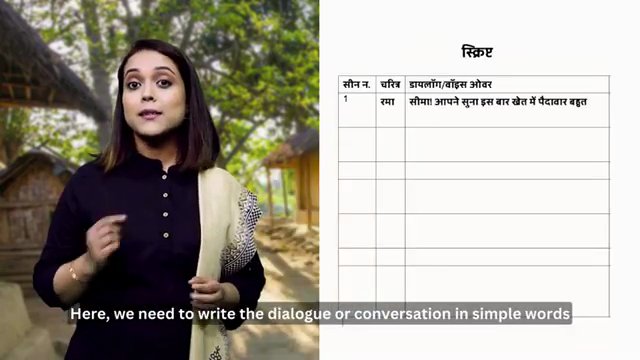 स्क्रिप्ट
सीन न. चरित्र डायलॉग/वॉइस ओवर
1 रमा सीमा! आपने सुना इस बार खेत में पैदावार बहुत
Here, we need to write the dialogue or conversation in simple words